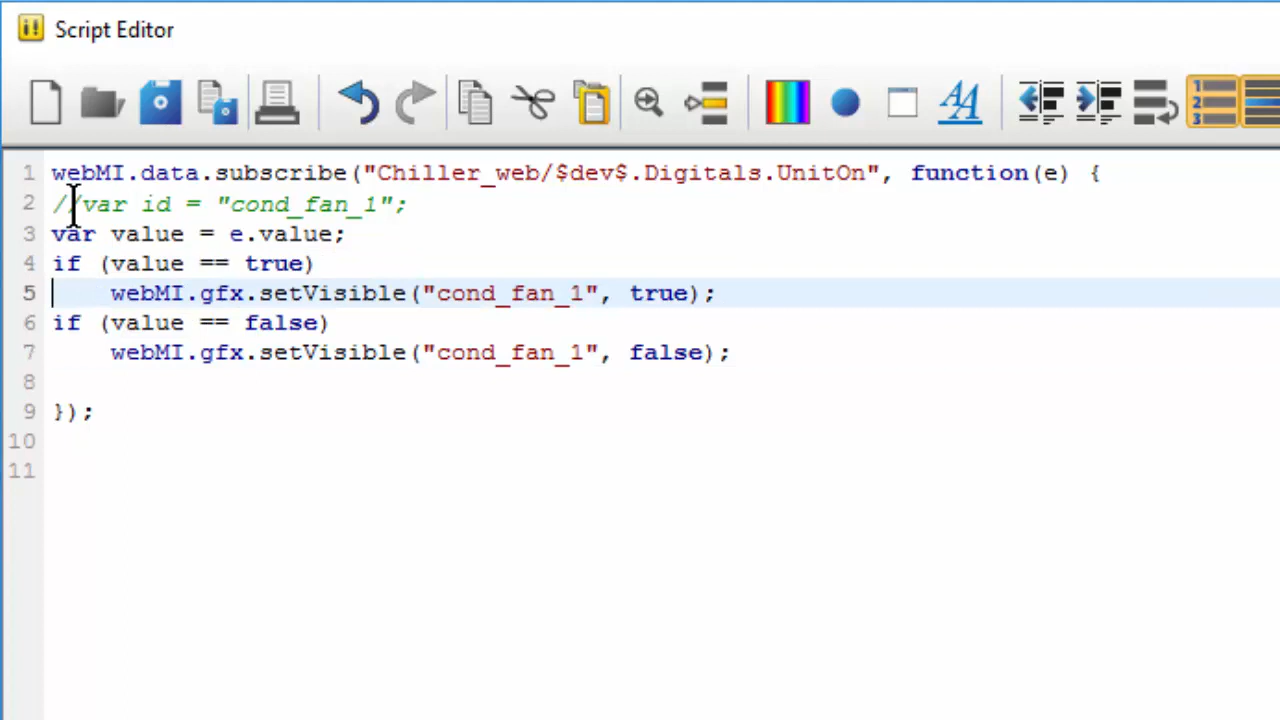 Script Editor
1 webMI.data.subscribe("Chiller_web/$dev$.Digitals.UnitOn", function(e) {
2 //var id = "cond_fan_1";
3 var value = e.value;
4 if (value == true)
5     webMI.gfx.setVisible("cond_fan_1", true);
6 if (value == false)
7     webMI.gfx.setVisible("cond_fan_1", false);
8
9 });
10
11